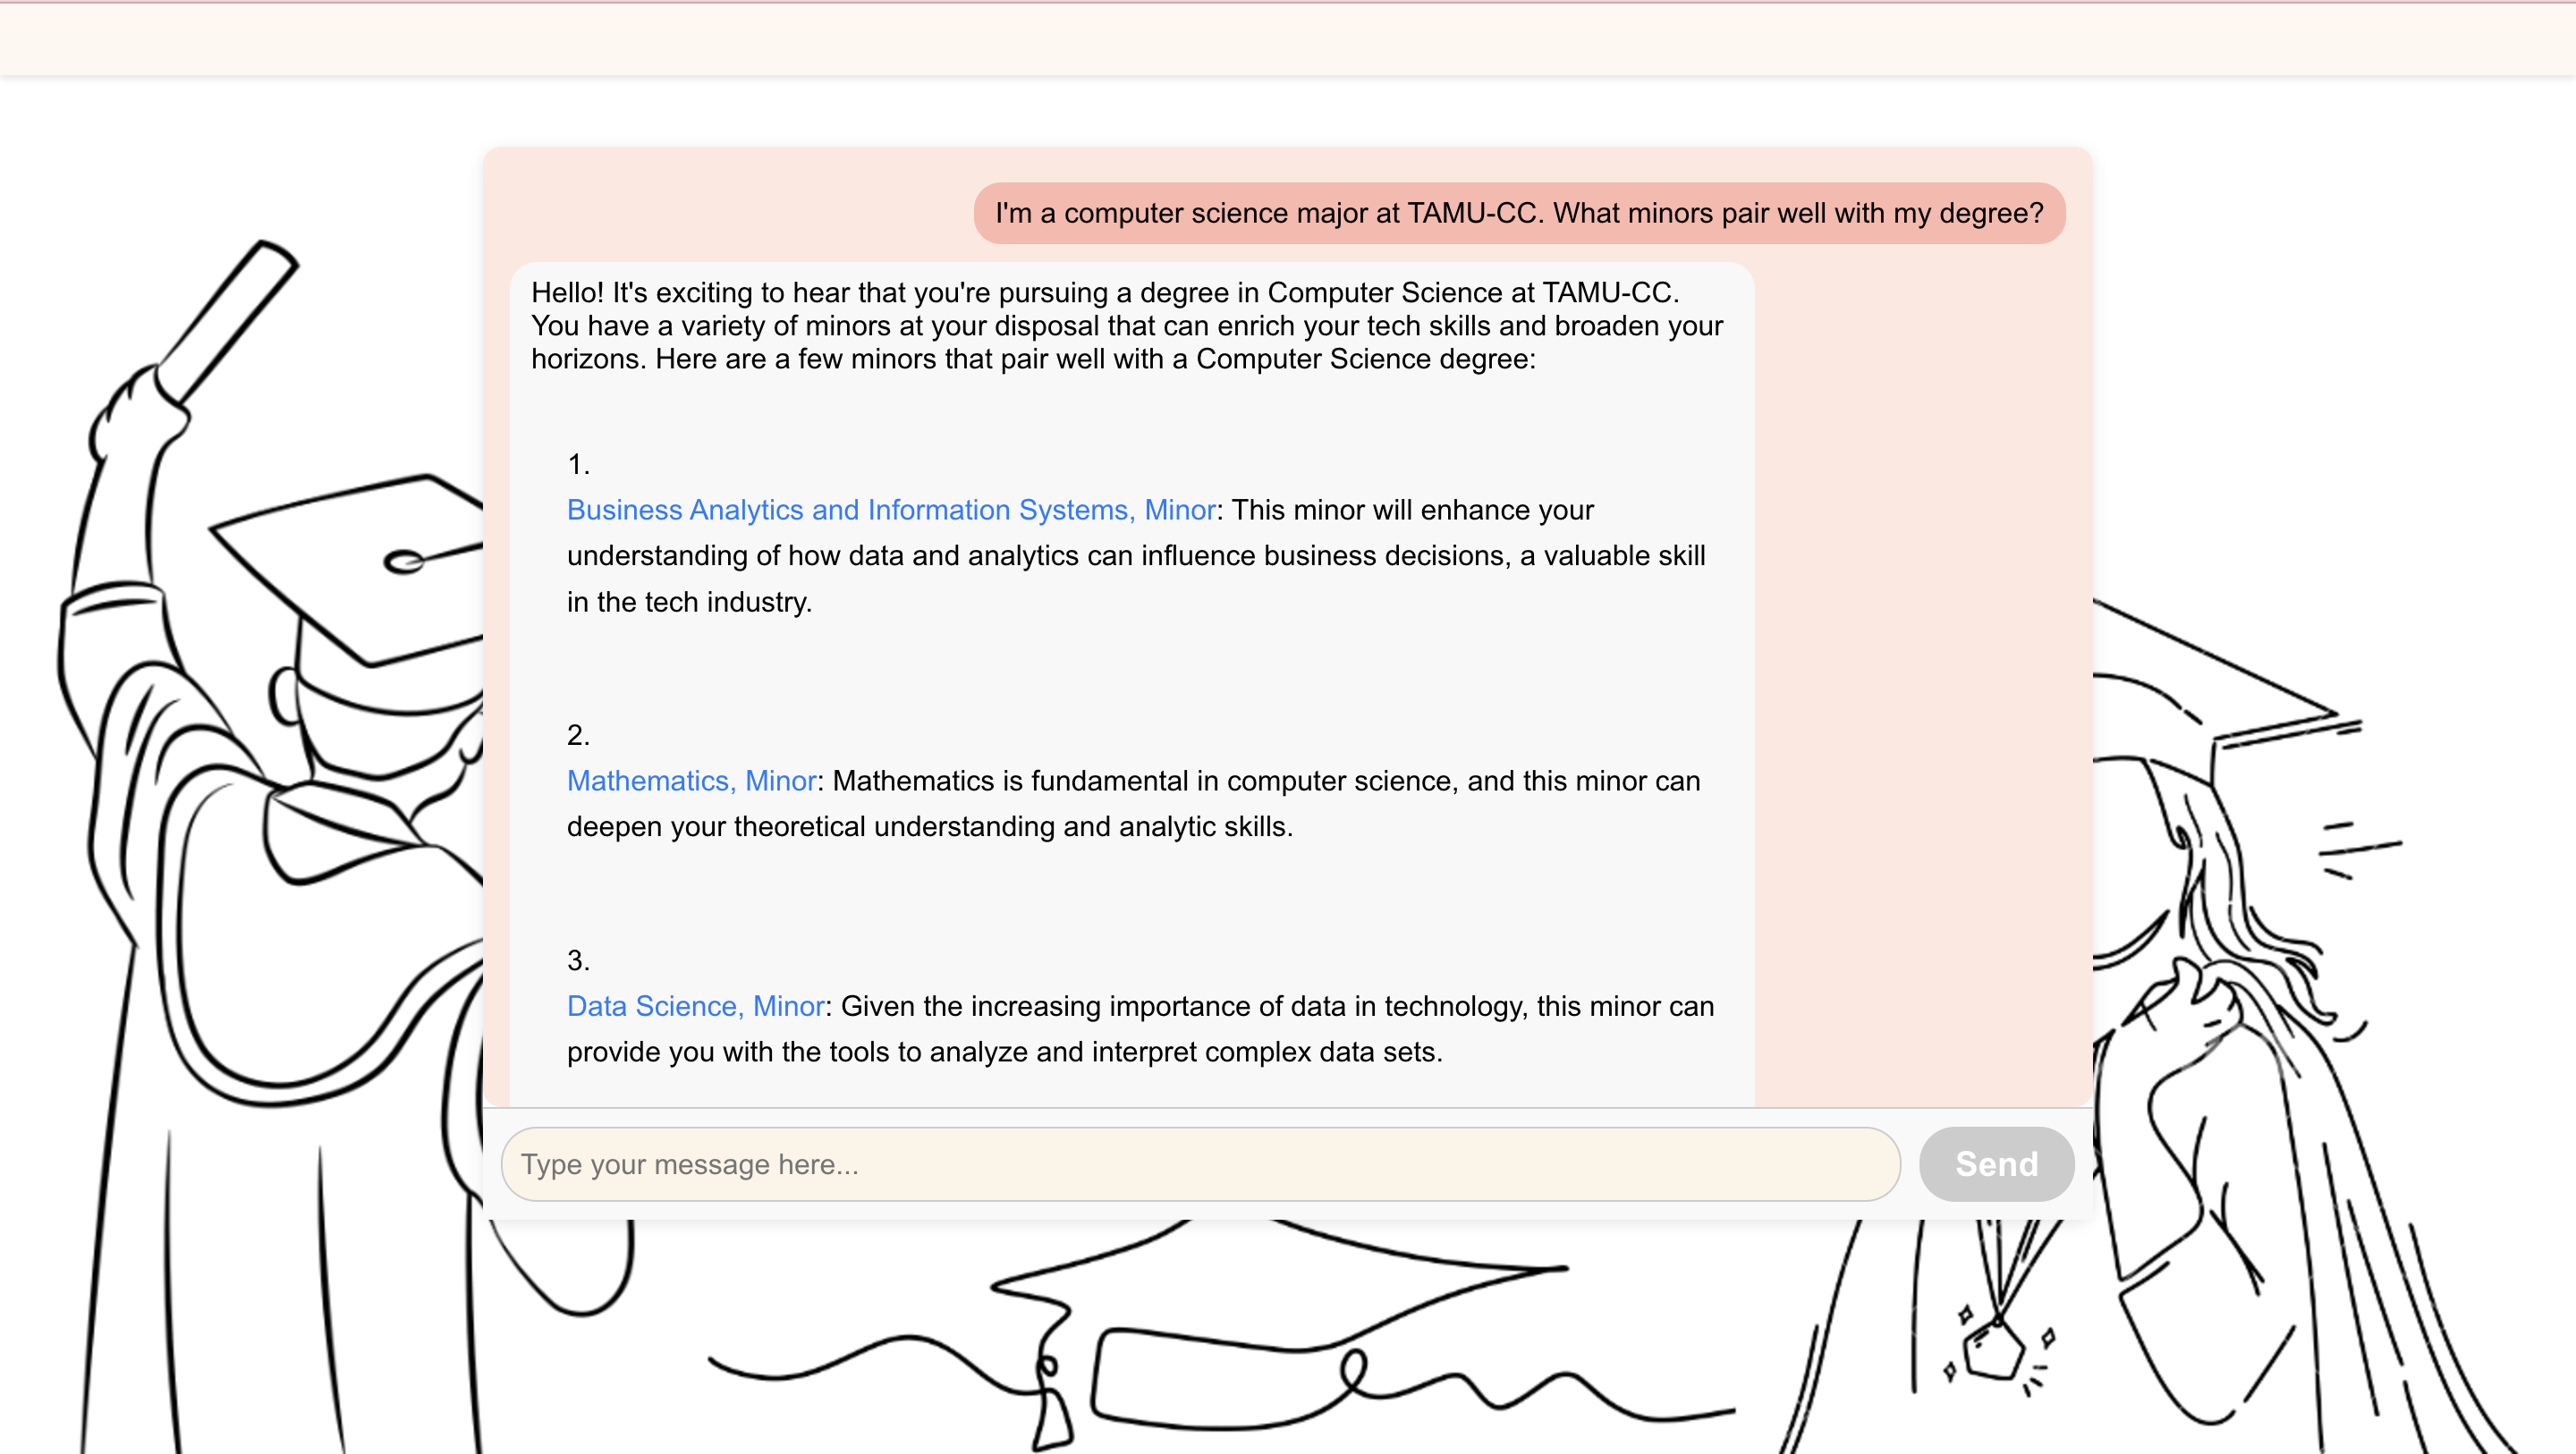 I'm a computer science major at TAMU-CC. What minors pair well with my degree?
Hello! It's exciting to hear that you're pursuing a degree in Computer Science at TAMU-CC.
You have a variety of minors at your disposal that can enrich your tech skills and broaden your
horizons. Here are a few minors that pair well with a Computer Science degree:
1.
Business Analytics and Information Systems, Minor: This minor will enhance your
understanding of how data and analytics can influence business decisions, a valuable skill
in the tech industry.
2.
Mathematics, Minor: Mathematics is fundamental in computer science, and this minor can
deepen your theoretical understanding and analytic skills.
3.
Data Science, Minor: Given the increasing importance of data in technology, this minor can
provide you with the tools to analyze and interpret complex data sets.
Type your message here...
Send